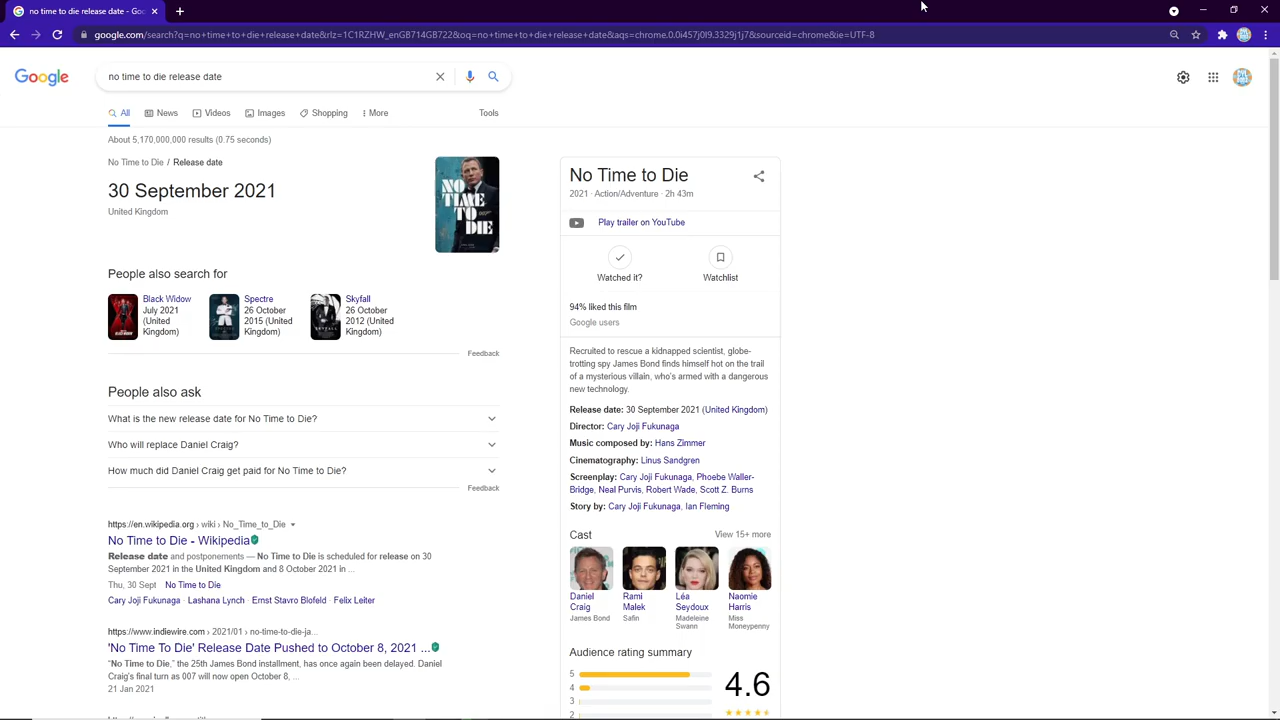 no time to die release date - Goo
google.com/search?q=no+time+to+die+release+date&rlz=1C1RZHW_enGB714GB722&oq=no+time+to+die+release+date&aqs=chrome.0.0i457j0l9.3329j1j7&sourceid=chrome&ie=UTF-8
Google
no time to die release date
All
News
Videos
Images
Shopping
More
Tools
About 5,170,000,000 results (0.75 seconds)
No Time to Die / Release date
30 September 2021
United Kingdom
NO TIME TO DIE
People also search for
Black Widow
July 2021
(United
Kingdom)
Spectre
26 October
2015 (United
Kingdom)
Skyfall
26 October
2012 (United
Kingdom)
Feedback
People also ask
What is the new release date for No Time to Die?
Who will replace Daniel Craig?
How much did Daniel Craig get paid for No Time to Die?
Feedback
https://en.wikipedia.org › wiki › No_Time_to_Die
No Time to Die - Wikipedia
Release date and postponements — No Time to Die is scheduled for release on 30
September 2021 in the United Kingdom and 8 October 2021 in ...
Thu, 30 Sept No Time to Die
Cary Joji Fukunaga · Lashana Lynch · Ernst Stavro Blofeld · Felix Leiter
https://www.indiewire.com › 2021/01 › no-time-to-die-ja...
'No Time To Die' Release Date Pushed to October 8, 2021 ...
"No Time to Die," the 25th James Bond installment, has once again been delayed. Daniel
Craig's final turn as 007 will now open October 8, ...
21 Jan 2021
No Time to Die
2021 · Action/Adventure · 2h 43m
Play trailer on YouTube
Watched it?
Watchlist
94% liked this film
Google users
Recruited to rescue a kidnapped scientist, globe-
trotting spy James Bond finds himself hot on the trail
of a mysterious villain, who's armed with a dangerous
new technology.
Release date: 30 September 2021 (United Kingdom)
Director: Cary Joji Fukunaga
Music composed by: Hans Zimmer
Cinematography: Linus Sandgren
Screenplay: Cary Joji Fukunaga, Phoebe Waller-
Bridge, Neal Purvis, Robert Wade, Scott Z. Burns
Story by: Cary Joji Fukunaga, Ian Fleming
Cast
View 15+ more
Daniel
Craig
James Bond
Rami
Malek
Safin
Léa
Seydoux
Madeleine
Swann
Naomie
Harris
Miss
Moneypenny
Audience rating summary
5
4
3
2
4.6